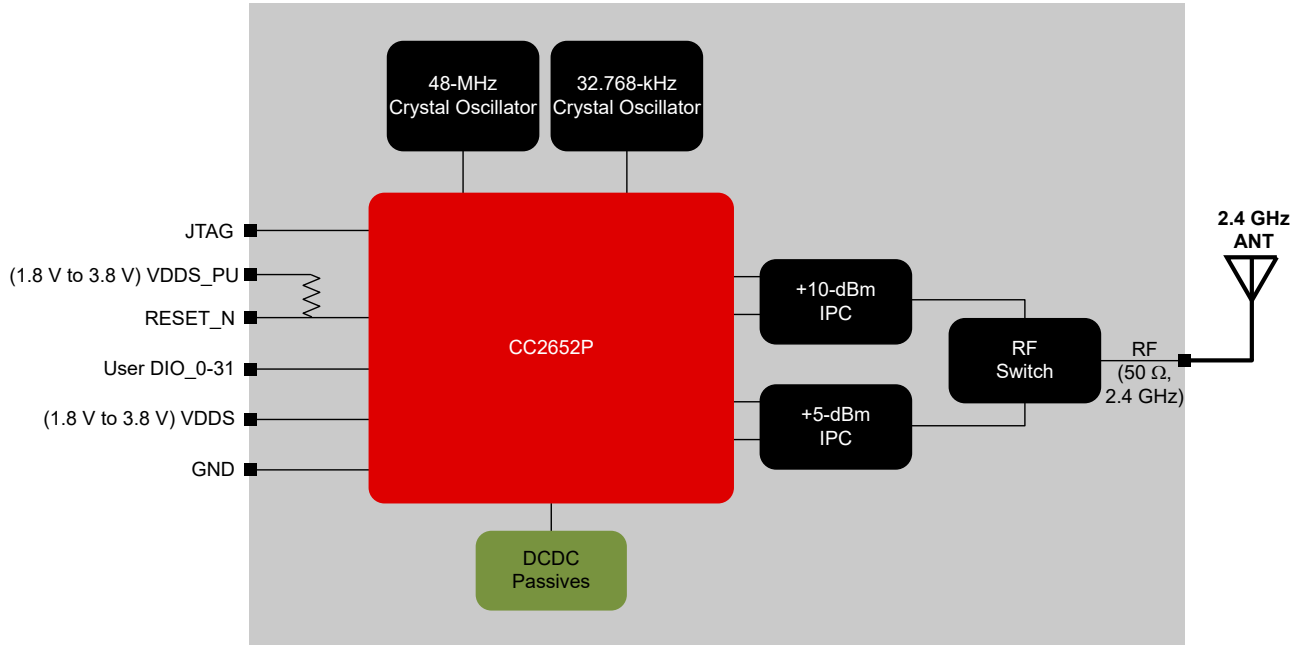 48-MHz
Crystal Oscillator
32.768-kHz
Crystal Oscillator
JTAG
(1.8 V to 3.8 V) VDDS_PU
RESET_N
User DIO_0-31
(1.8 V to 3.8 V) VDDS
GND
CC2652P
+10-dBm
IPC
+5-dBm
IPC
RF
Switch
RF
(50 Ω,
2.4 GHz)
2.4 GHz
ANT
DCDC
Passives